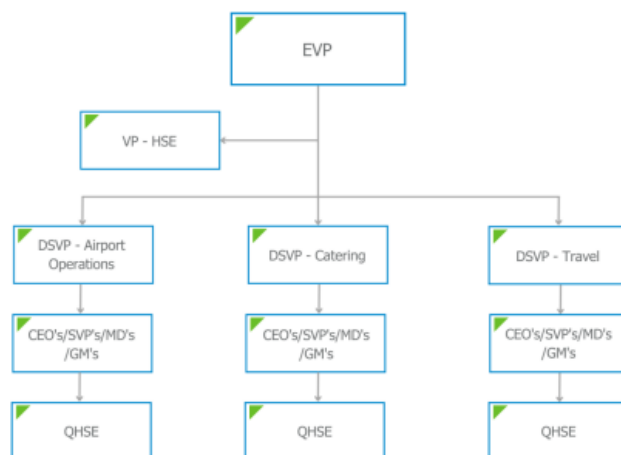 EVP
VP - HSE
DSVP - Airport
Operations
DSVP - Catering
DSVP - Travel
CEO's/SVP's/MD's
/GM's
CEO's/SVP's/MD's
/GM's
CEO's/SVP's/MD's
/GM's
QHSE
QHSE
QHSE